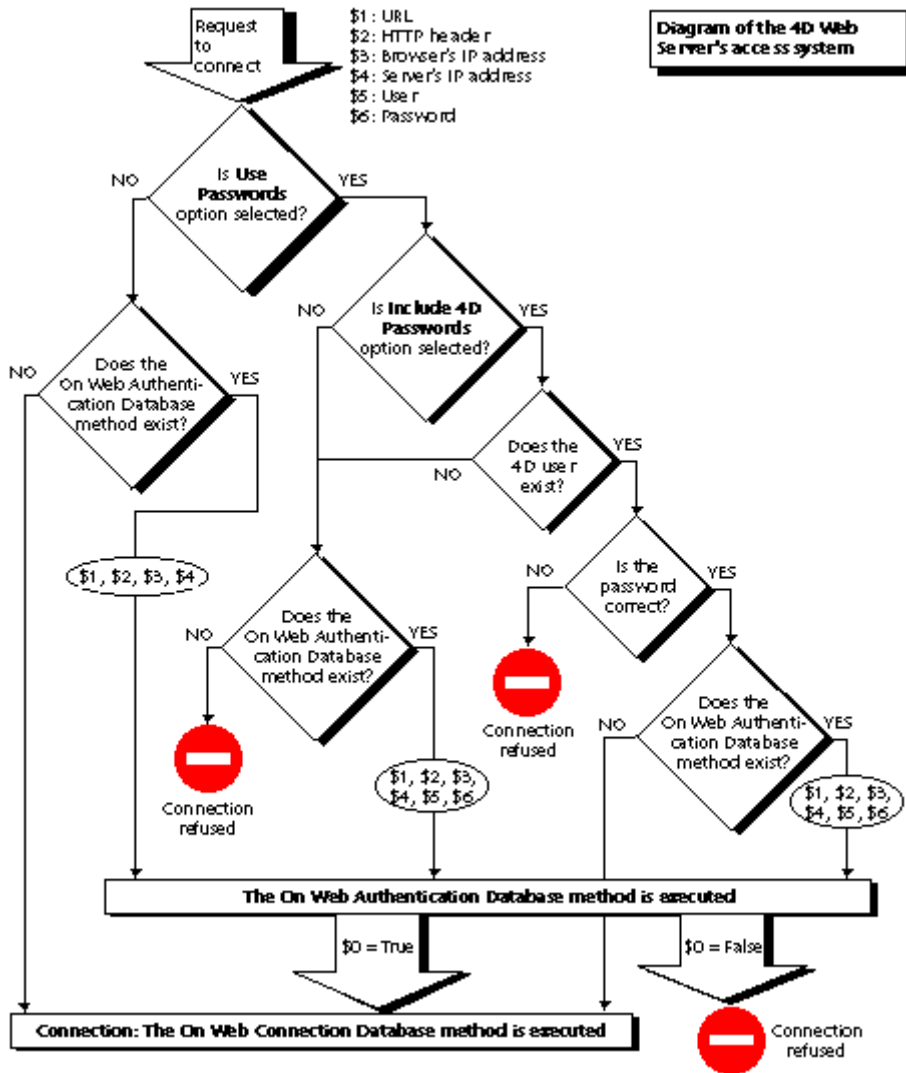 Request
to
connect
$1 : URL
$2: HTTP header
$3: Browser's IP address
$4: Server's IP address
$5: User
$6: Password
Diagram of the 4D Web
Server's access system
Is Use
Passwords
option selected?
NO
YES
Is Include 4D
Passwords
option selected?
NO
YES
Does the
On Web Authenti-
cation Database
method exist?
NO
YES
Does the
4D user
exist?
NO
YES
$1, $2, $3, $4
Is the
password
correct?
NO
YES
Does the
On Web Authenti-
cation Database
method exist?
NO
YES
Connection
refused
Does the
On Web Authenti-
cation Database
method exist?
NO
YES
Connection
refused
$1, $2, $3,
$4, $5, $6
$1, $2, $3,
$4, $5, $6
The On Web Authentication Database method is executed
$0 = True
$0 = False
Connection: The On Web Connection Database method is executed
Connection
refused